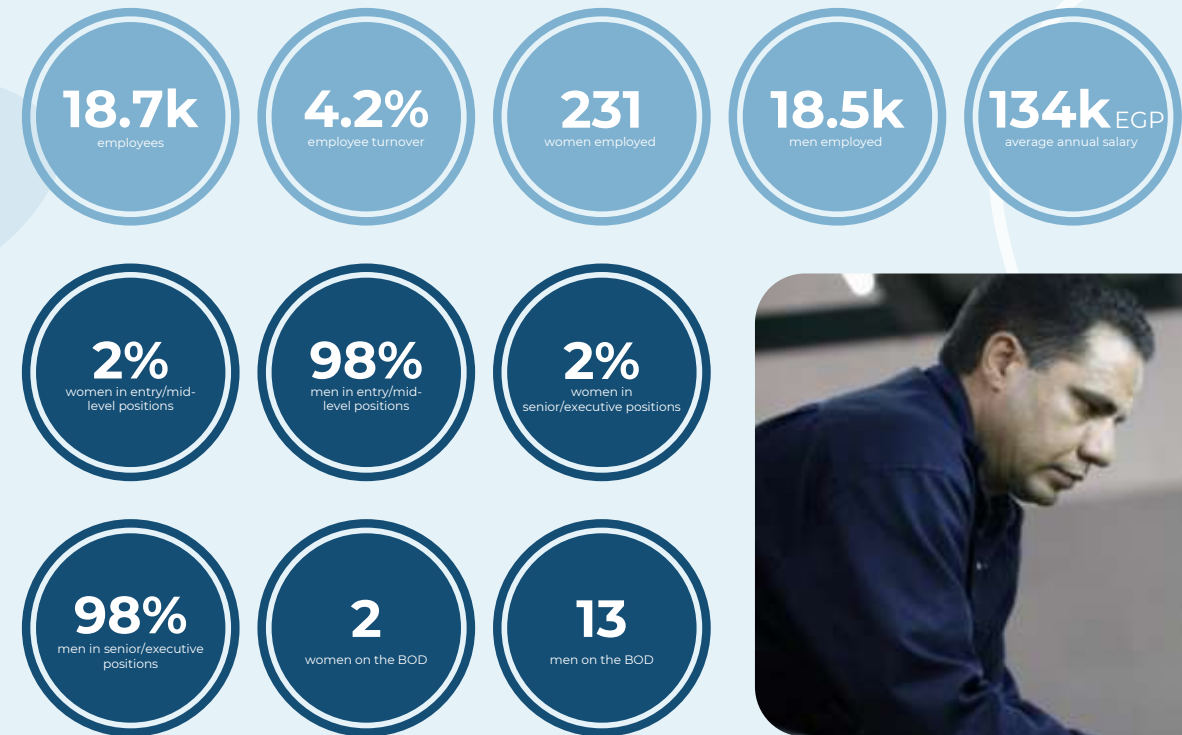 18.7k
employees
4.2%
employee turnover
231
women employed
18.5k
men employed
134k EGP
average annual salary
2%
women in entry/mid-
level positions
98%
men in entry/mid-
level positions
2%
women in
senior/executive positions
98%
men in senior/executive
positions
2
women on the BOD
13
men on the BOD